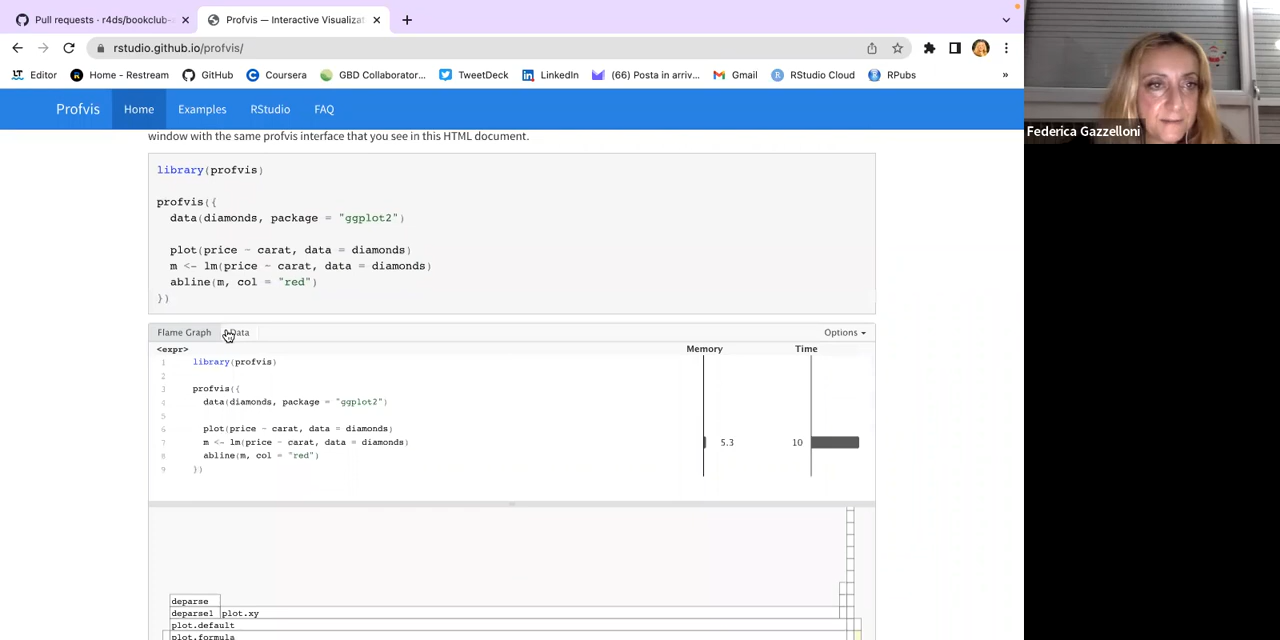 Pull requests · r4ds/bookclub-
Profvis — Interactive Visualizat
rstudio.github.io/profvis/
Editor
Home - Restream
GitHub
Coursera
GBD Collaborator...
TweetDeck
LinkedIn
(66) Posta in arriv...
Gmail
RStudio Cloud
RPubs
»
Profvis
Home
Examples
RStudio
FAQ
window with the same profvis interface that you see in this HTML document.
library(profvis)
profvis({
data(diamonds, package = "ggplot2")
plot(price ~ carat, data = diamonds)
m <- lm(price ~ carat, data = diamonds)
abline(m, col = "red")
})
Flame Graph
Data
Options
<expr>
Memory
Time
1 library(profvis)
2
3 profvis({
4 data(diamonds, package = "ggplot2")
5
6 plot(price ~ carat, data = diamonds)
7 m <- lm(price ~ carat, data = diamonds) 5.3 10
8 abline(m, col = "red")
9 })
deparse
deparse1 plot.xy
plot.default
plot.formula
Federica Gazzelloni